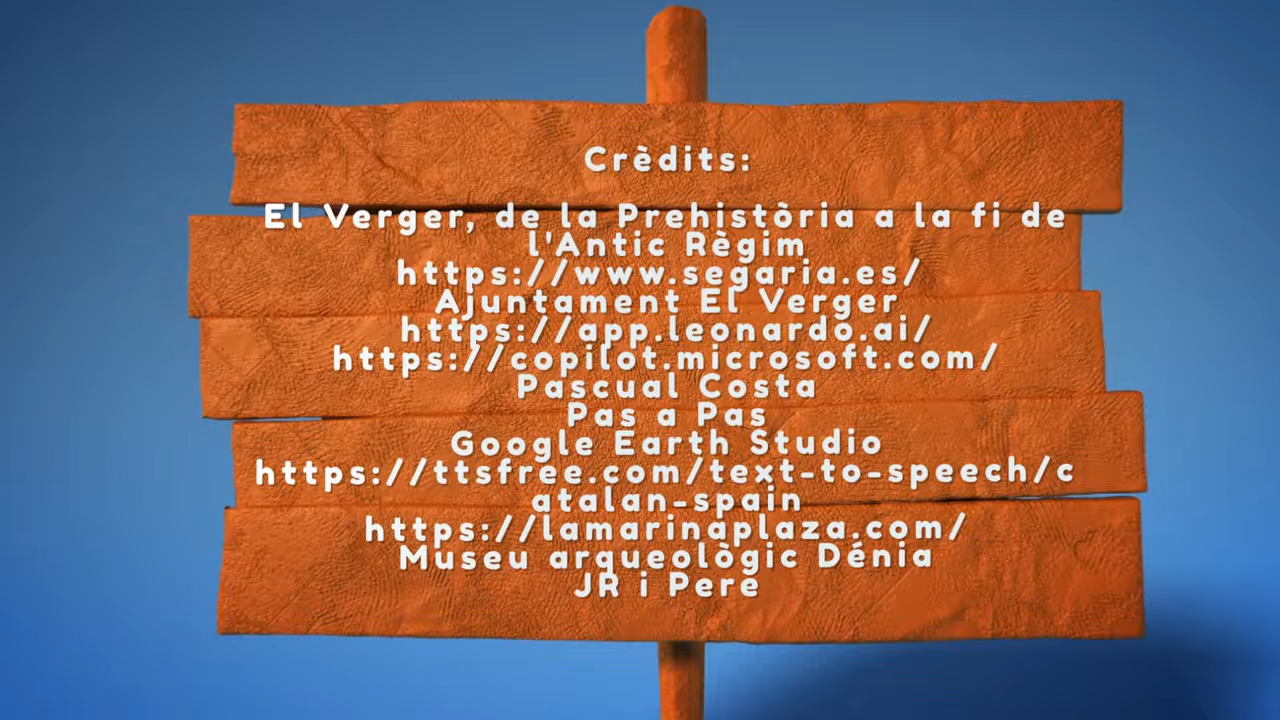 Crèdits:
El Verger, de la Prehistòria a la fi de
l'Antic Règim
https://www.segaria.es/
Ajuntament El Verger
https://app.leonardo.ai/
https://copilot.microsoft.com/
Pascual Costa
Pas a Pas
Google Earth Studio
https://ttsfree.com/text-to-speech/c
atalan-spain
https://lamarinaplaza.com/
Museu arqueològic Dénia
JR i Pere